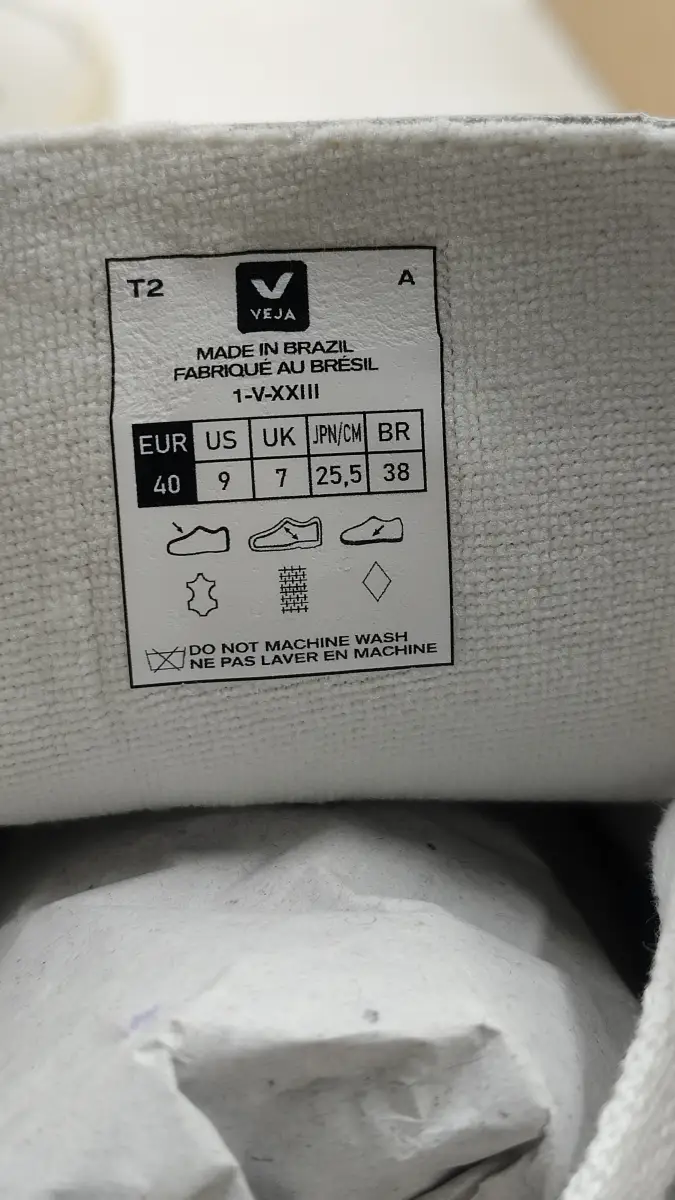 T2
A
VEJA
MADE IN BRAZIL
FABRIQUÉ AU BRÉSIL
1-V-XXIII
EUR US UK JPN/CM BR
40 9 7 25,5 38
DO NOT MACHINE WASH
NE PAS LAVER EN MACHINE